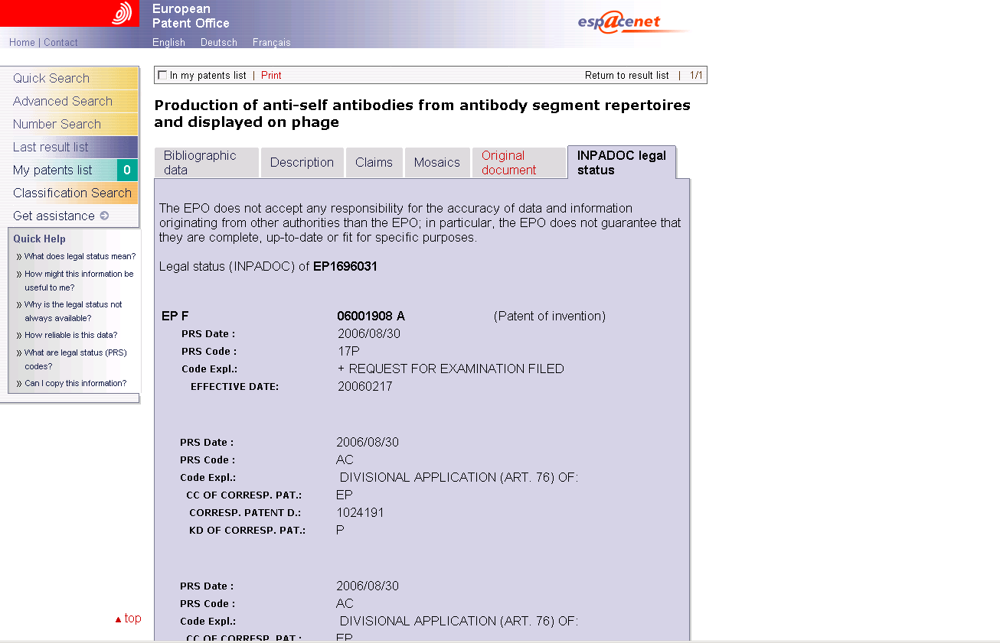 European
Patent Office
espacenet
Home | Contact
English Deutsch Français
Quick Search
Advanced Search
Number Search
Last result list
My patents list 0
Classification Search
Get assistance
Quick Help
» What does legal status mean?
» How might this information be
useful to me?
» Why is the legal status not
always available?
» How reliable is this data?
» What are legal status (PRS)
codes?
» Can I copy this information?
▲ top
In my patents list | Print Return to result list | 1/1
Production of anti-self antibodies from antibody segment repertoires
and displayed on phage
Bibliographic
data
Description
Claims
Mosaics
Original
document
INPADOC legal
status
The EPO does not accept any responsibility for the accuracy of data and information
originating from other authorities than the EPO; in particular, the EPO does not guarantee that
they are complete, up-to-date or fit for specific purposes.
Legal status (INPADOC) of EP1696031
EP F 06001908 A (Patent of invention)
PRS Date : 2006/08/30
PRS Code : 17P
Code Expl.: + REQUEST FOR EXAMINATION FILED
EFFECTIVE DATE: 20060217
PRS Date : 2006/08/30
PRS Code : AC
Code Expl.: DIVISIONAL APPLICATION (ART. 76) OF:
CC OF CORRESP. PAT.: EP
CORRESP. PATENT D.: 1024191
KD OF CORRESP. PAT.: P
PRS Date : 2006/08/30
PRS Code : AC
Code Expl.: DIVISIONAL APPLICATION (ART. 76) OF:
CC OF CORRESP. PAT.: EP